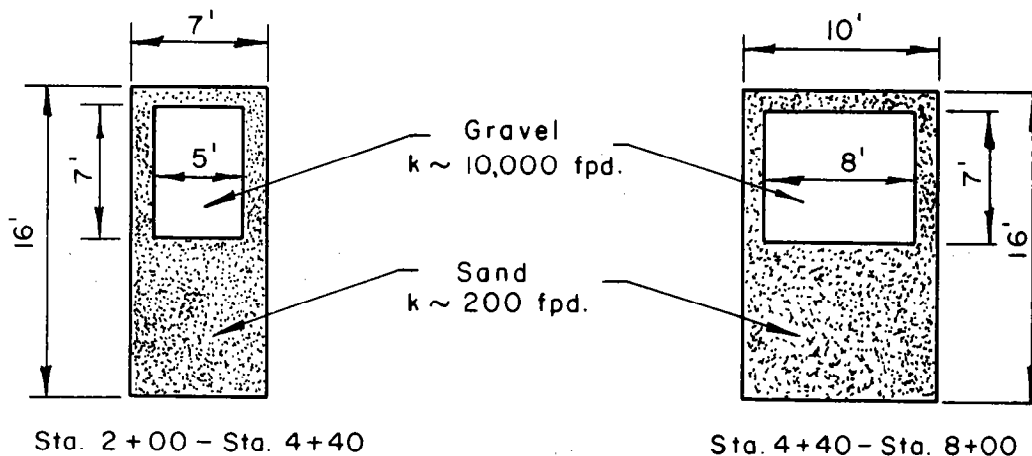 7'
10'
Gravel
k ~ 10,000 fpd.
5'
7'
16'
8'
7'
16'
Sand
k ~ 200 fpd.
Sta. 2+00 - Sta. 4+40
Sta. 4+40 - Sta. 8+00